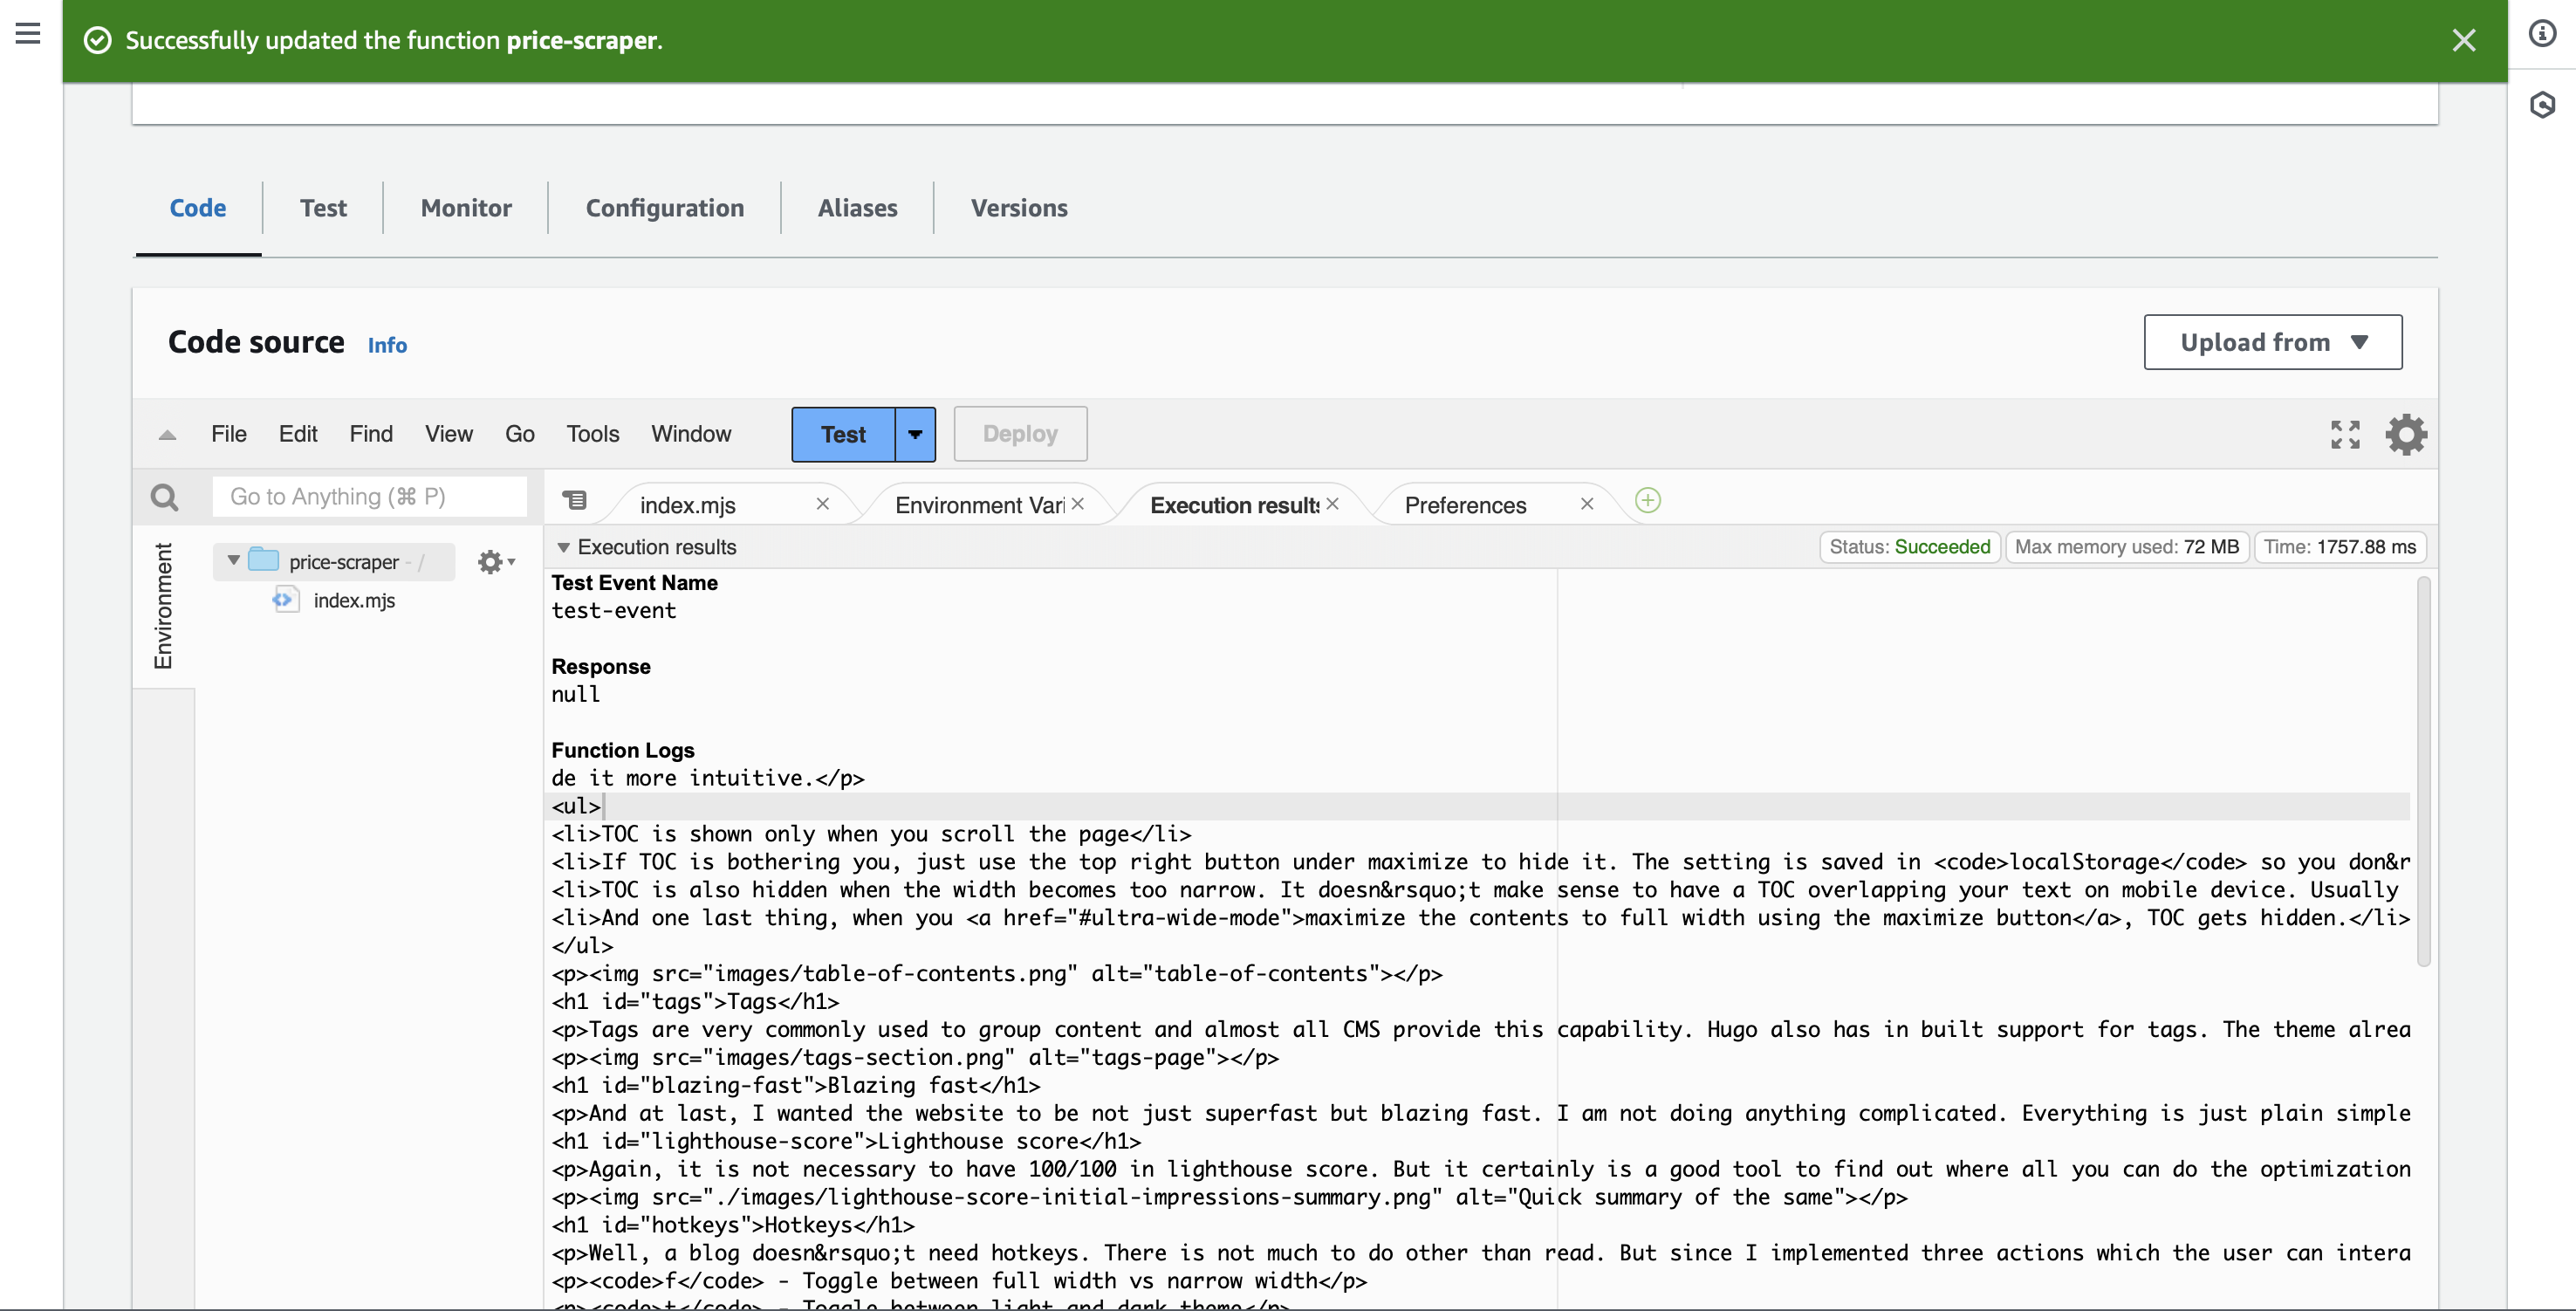 Successfully updated the function price-scraper.
Code
Test
Monitor
Configuration
Aliases
Versions
Code source
Info
Upload from
File
Edit
Find
View
Go
Tools
Window
Test
Deploy
Go to Anything (⌘ P)
index.mjs
Environment Vari
Execution results
Preferences
Environment
price-scraper - /
index.mjs
Execution results
Status: Succeeded
Max memory used: 72 MB
Time: 1757.88 ms
Test Event Name
test-event
Response
null
Function Logs
de it more intuitive.</p>
<ul>
<li>TOC is shown only when you scroll the page</li>
<li>If TOC is bothering you, just use the top right button under maximize to hide it. The setting is saved in <code>localStorage</code> so you don&r
<li>TOC is also hidden when the width becomes too narrow. It doesn&rsquo;t make sense to have a TOC overlapping your text on mobile device. Usually
<li>And one last thing, when you <a href="#ultra-wide-mode">maximize the contents to full width using the maximize button</a>, TOC gets hidden.</li>
</ul>
<p><img src="images/table-of-contents.png" alt="table-of-contents"></p>
<h1 id="tags">Tags</h1>
<p>Tags are very commonly used to group content and almost all CMS provide this capability. Hugo also has in built support for tags. The theme alrea
<p><img src="images/tags-section.png" alt="tags-page"></p>
<h1 id="blazing-fast">Blazing fast</h1>
<p>And at last, I wanted the website to be not just superfast but blazing fast. I am not doing anything complicated. Everything is just plain simple
<h1 id="lighthouse-score">Lighthouse score</h1>
<p>Again, it is not necessary to have 100/100 in lighthouse score. But it certainly is a good tool to find out where all you can do the optimization
<p><img src="./images/lighthouse-score-initial-impressions-summary.png" alt="Quick summary of the same"></p>
<h1 id="hotkeys">Hotkeys</h1>
<p>Well, a blog doesn&rsquo;t need hotkeys. There is not much to do other than read. But since I implemented three actions which the user can intera
<p><code>f</code> - Toggle between full width vs narrow width</p>
<p><code>t</code> - Toggle between light and dark theme</p>